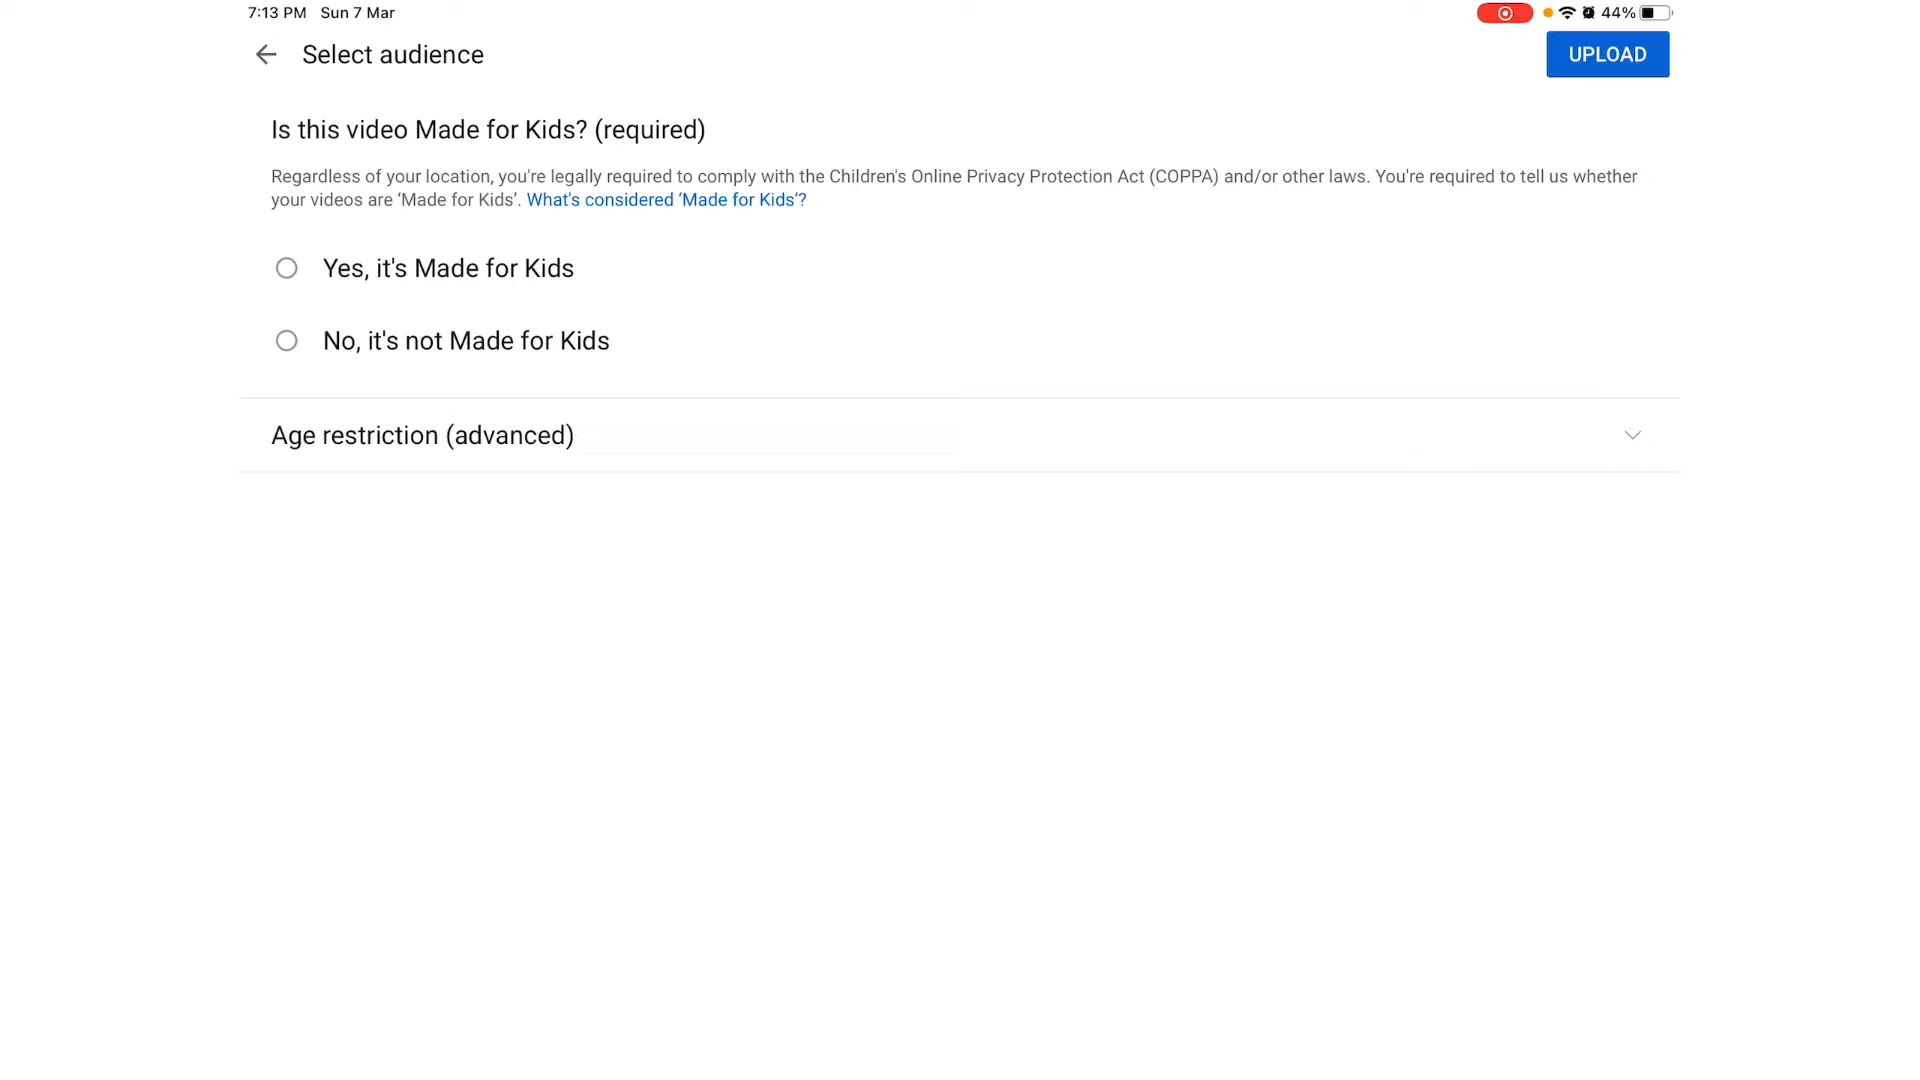 7:13 PM Sun 7 Mar
44%
Select audience
UPLOAD
Is this video Made for Kids? (required)
Regardless of your location, you're legally required to comply with the Children's Online Privacy Protection Act (COPPA) and/or other laws. You're required to tell us whether
your videos are ‘Made for Kids’. What's considered ‘Made for Kids’?
Yes, it's Made for Kids
No, it's not Made for Kids
Age restriction (advanced)